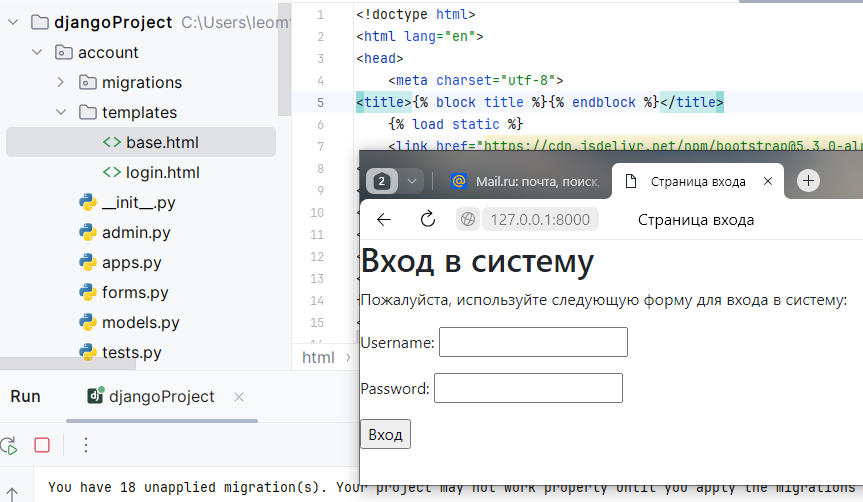 djangoProject C:\Users\leom
account
migrations
templates
base.html
login.html
__init__.py
admin.py
apps.py
forms.py
models.py
tests.py
1 <!doctype html>
2 <html lang="en">
3 <head>
4 <meta charset="utf-8">
5 <title>{% block title %}{% endblock %}</title>
6 {% load static %}
7 <link href="https://cdn.jsdelivr.net/npm/bootstrap@5.3.0-alp
8 <
9 <
10 <
11 <
12 <
13 <
14
15 <
html
2 Mail.ru: почта, поиск, Страница входа
127.0.0.1:8000 Страница входа
Вход в систему
Пожалуйста, используйте следующую форму для входа в систему:
Username:
Password:
Вход
Run djangoProject
You have 18 unapplied migration(s). Your project may not work properly until you apply the migrations